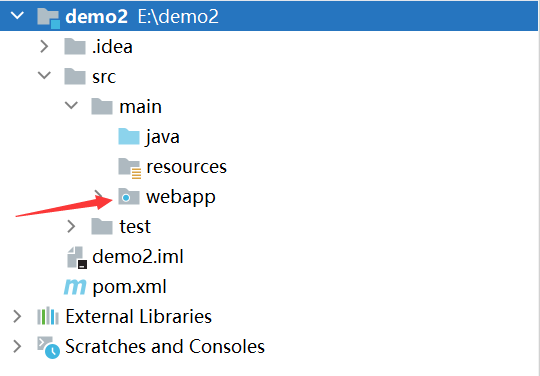 demo2 E:\demo2
.idea
src
main
java
resources
webapp
test
demo2.iml
pom.xml
External Libraries
Scratches and Consoles